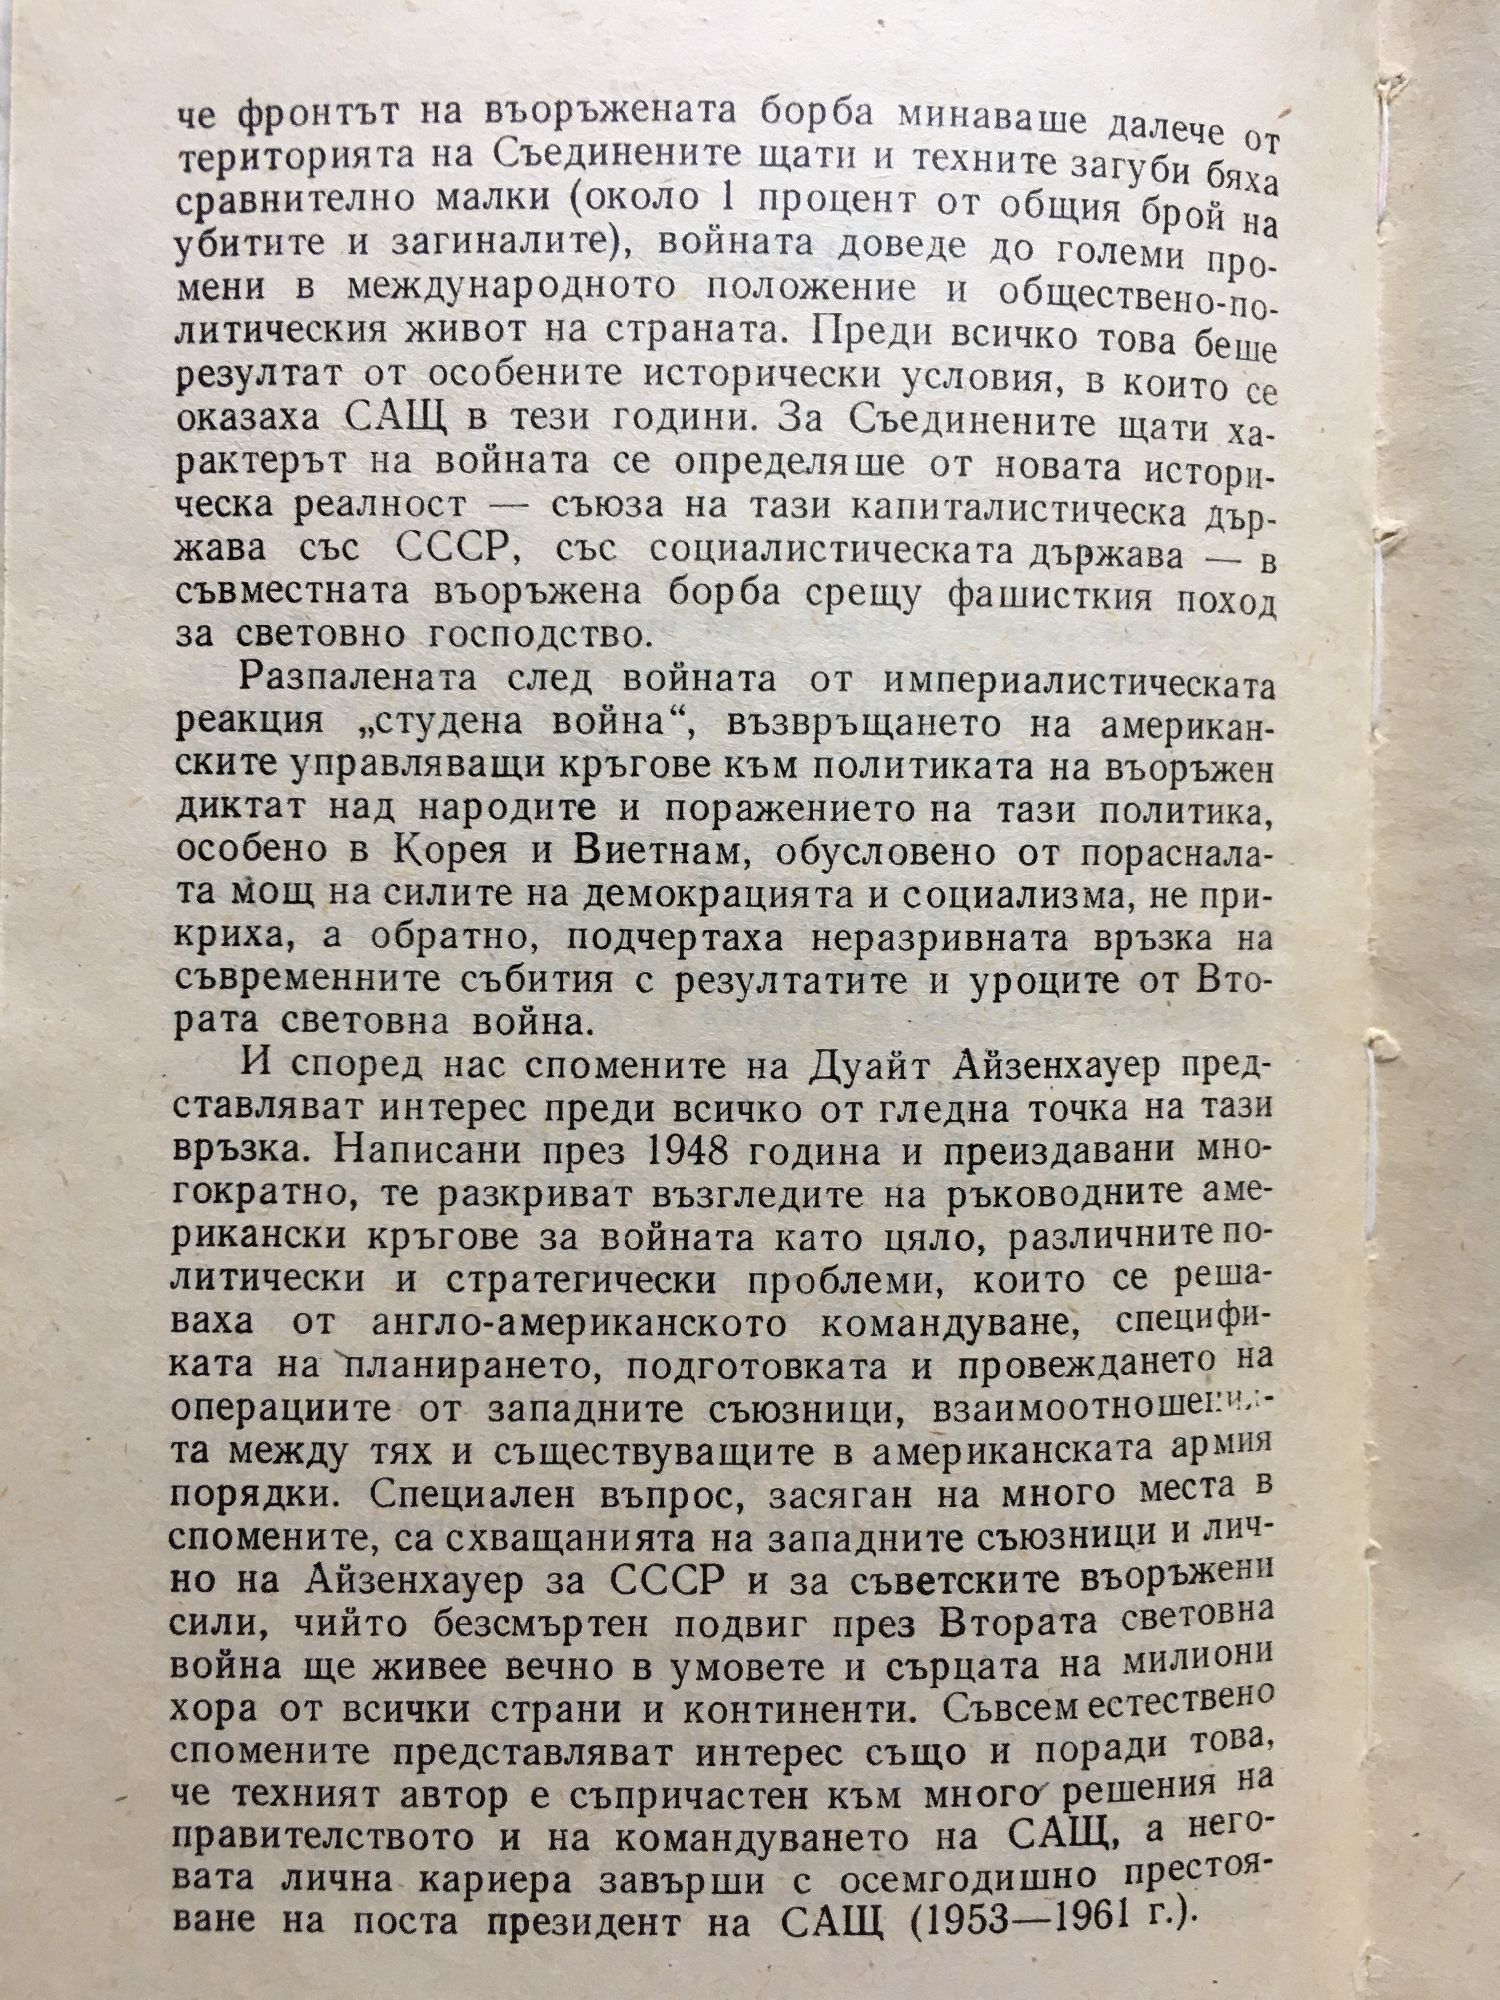 че фронтът на въоръжената борба минаваше далече от
територията на Съединените щати и техните загуби бяха
сравнително малки (около 1 процент от общия брой на
убитите и загиналите), войната доведе до големи про-
мени в международното положение и обществено-по-
литическия живот на страната. Преди всичко това беше
резултат от особените исторически условия, в които се
оказаха САЩ в тези години. За Съединените щати ха-
рактерът на войната се определяше от новата истори-
ческа реалност — съюза на тази капиталистическа дър-
жава със СССР, със социалистическата държава — в
съвместната въоръжена борба срещу фашисткия поход
за световно господство.
Разпалената след войната от империалистическата
реакция „студена война“, възвръщането на американ-
ските управляващи кръгове към политиката на въоръжен
диктат над народите и поражението на тази политика,
особено в Корея и Виетнам, обусловено от пораснала-
та мощ на силите на демокрацията и социализма, не при-
криха, а обратно, подчертаха неразривната връзка на
съвременните събития с резултатите и уроците от Вто-
рата световна война.
И според нас спомените на Дуайт Айзенхауер пред-
ставляват интерес преди всичко от гледна точка на тази
връзка. Написани през 1948 година и преиздавани мно-
гократно, те разкриват възгледите на ръководните аме-
рикански кръгове за войната като цяло, различните по-
литически и стратегически проблеми, които се реша-
ваха от англо-американското командуване, специфи-
ката на планирането, подготовката и провеждането на
операциите от западните съюзници, взаимоотношения-
та между тях и съществуващите в американската армия
порядки. Специален въпрос, засяган на много места в
спомените, са схващанията на западните съюзници и лич-
но на Айзенхауер за СССР и за съветските въоръжени
сили, чийто безсмъртен подвиг през Втората световна
война ще живее вечно в умовете и сърцата на милиони
хора от всички страни и континенти. Съвсем естествено
спомените представляват интерес също и поради това,
че техният автор е съпричастен към много решения на
правителството и на командуването на САЩ, а него-
вата лична кариера завърши с осемгодишно престоя-
ване на поста президент на САЩ (1953—1961 г.).